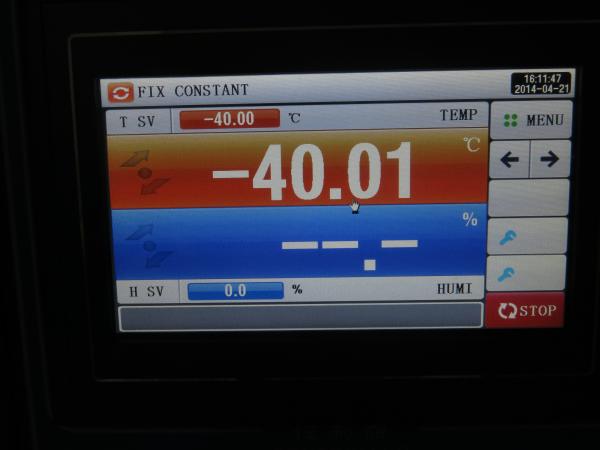 FIX CONSTANT
16:11:47
2014-04-21
T SV
-40.00
℃
TEMP
MENU
℃
-40.01
%
--.-
H SV
0.0
%
HUMI
STOP